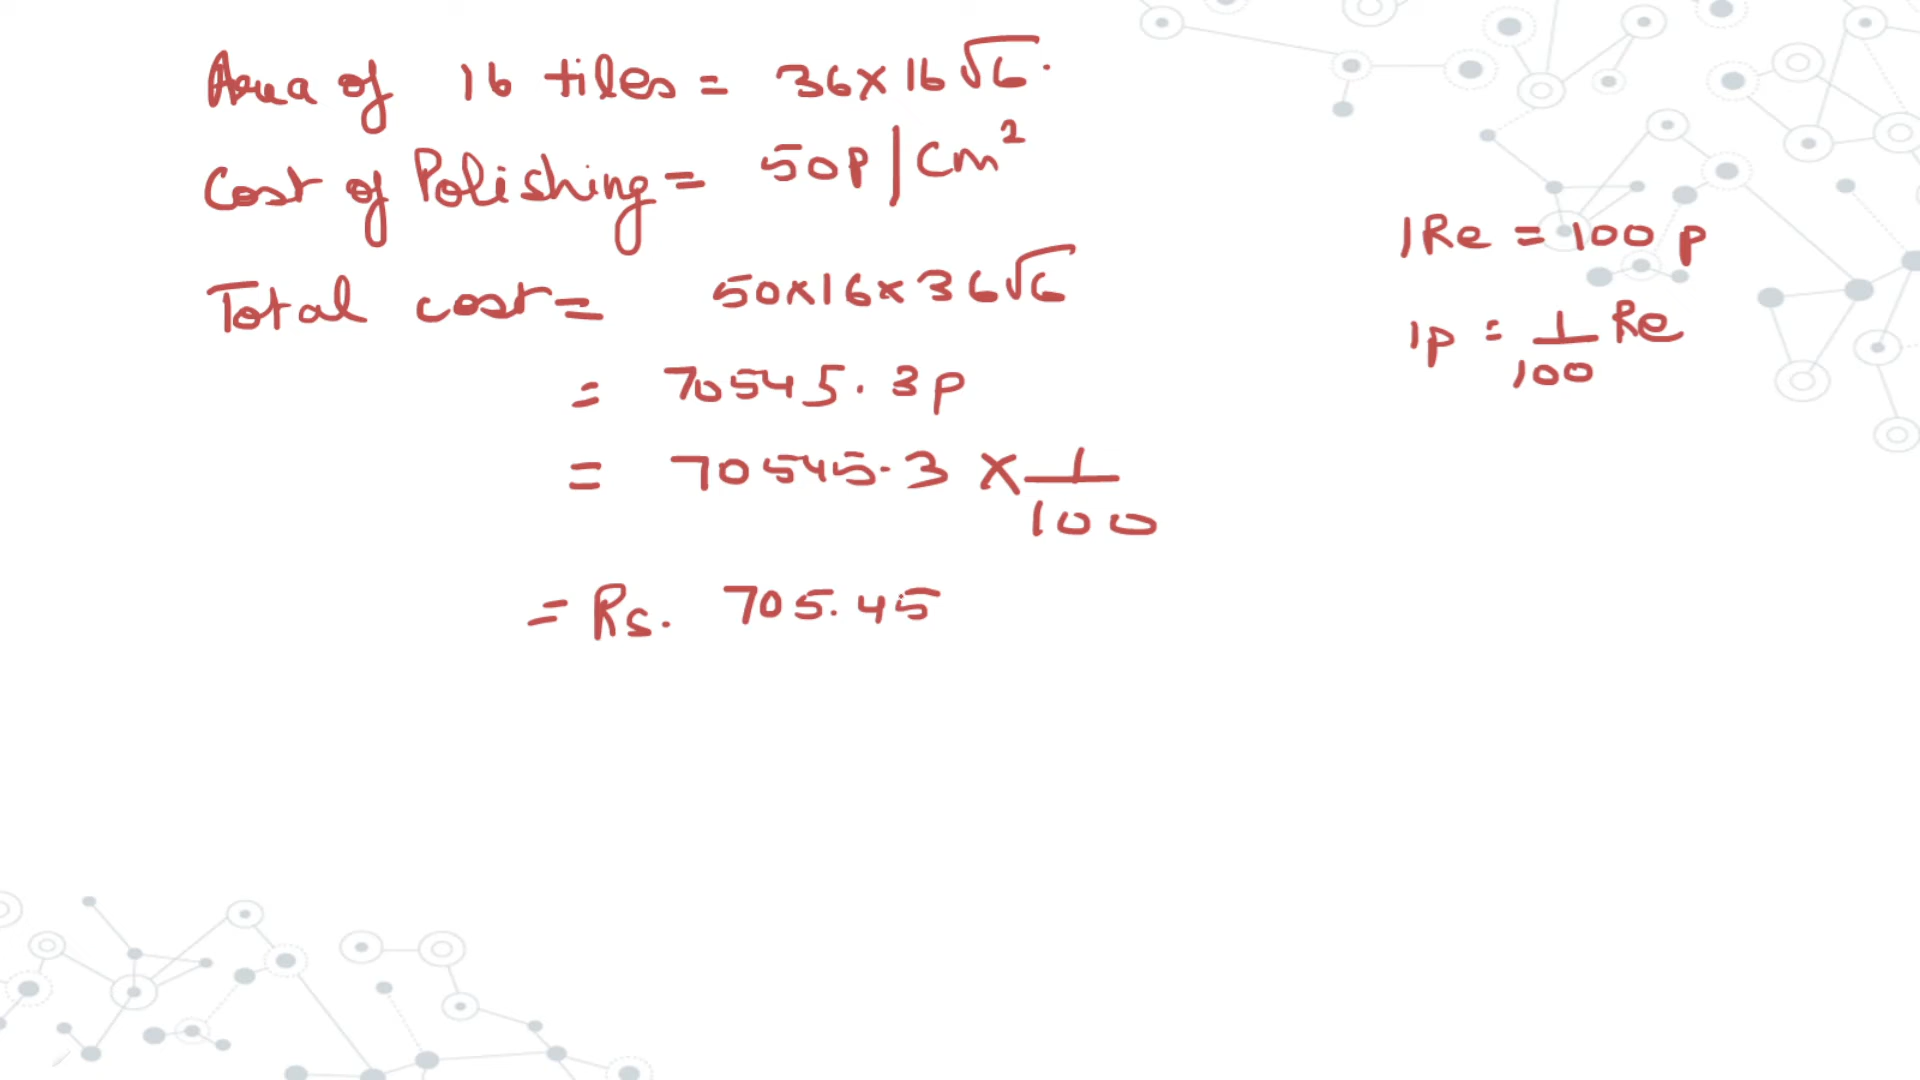 Area of 16 tiles = 36×16√6.
Cost of Polishing = 50p|cm²
Total cost = 50×16×36√6
= 70545.3p
= 70545.3 × 1/100
= Rs. 705.45
1Re = 100 p
1p = 1/100 Re